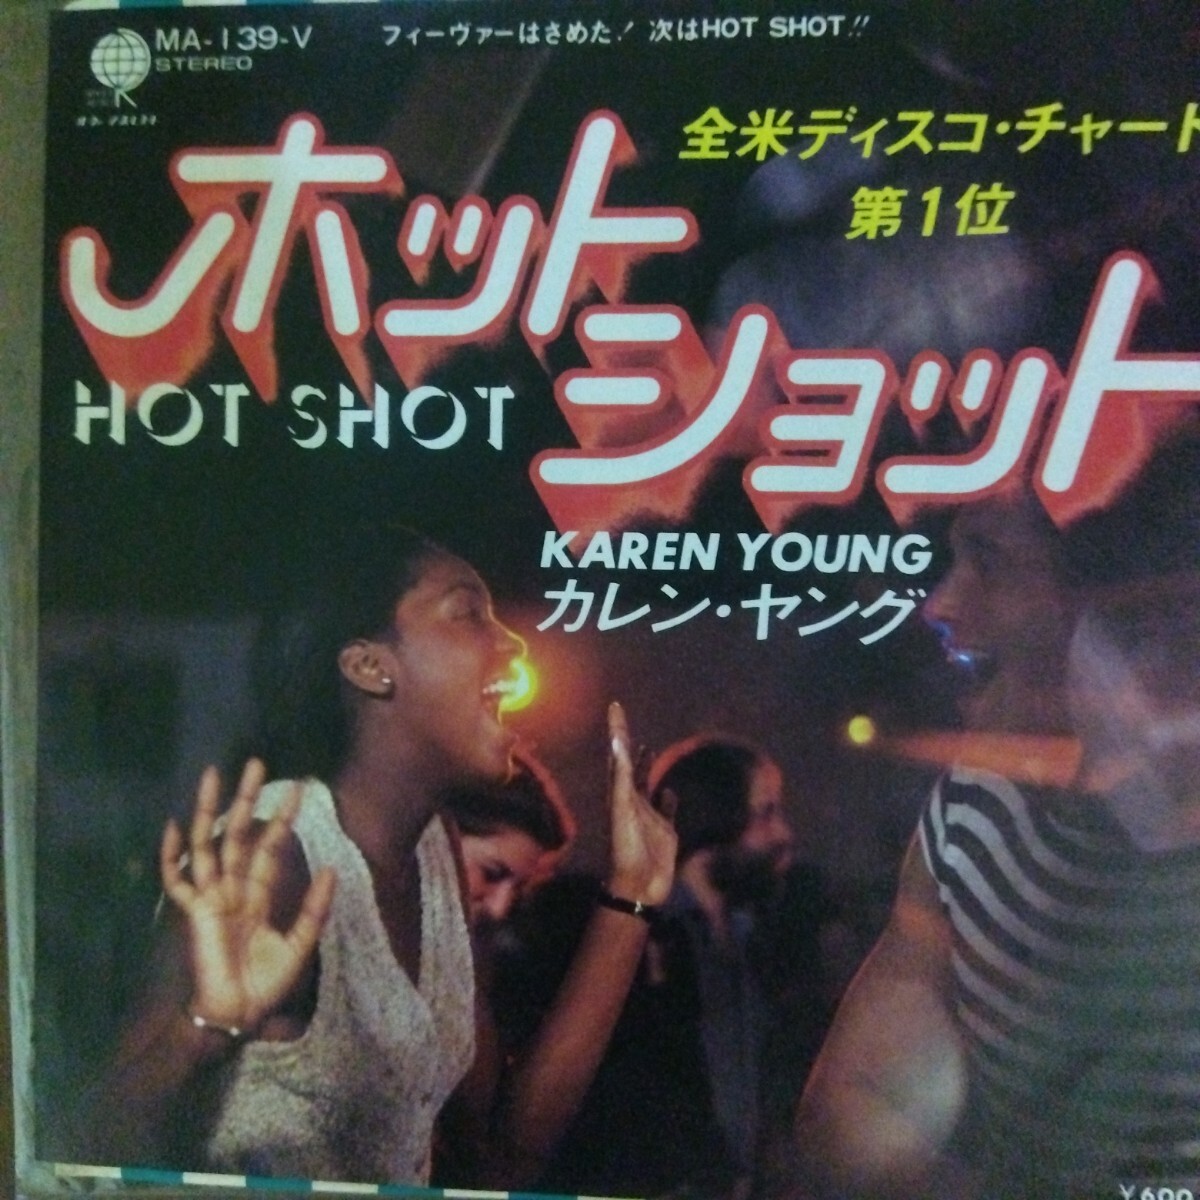 MA-139-V
STEREO
フィーヴァーはさめた! 次はHOT SHOT!!
全米ディスコ・チャート
第1位
ホット
ショット
HOT SHOT
KAREN YOUNG
カレン・ヤング